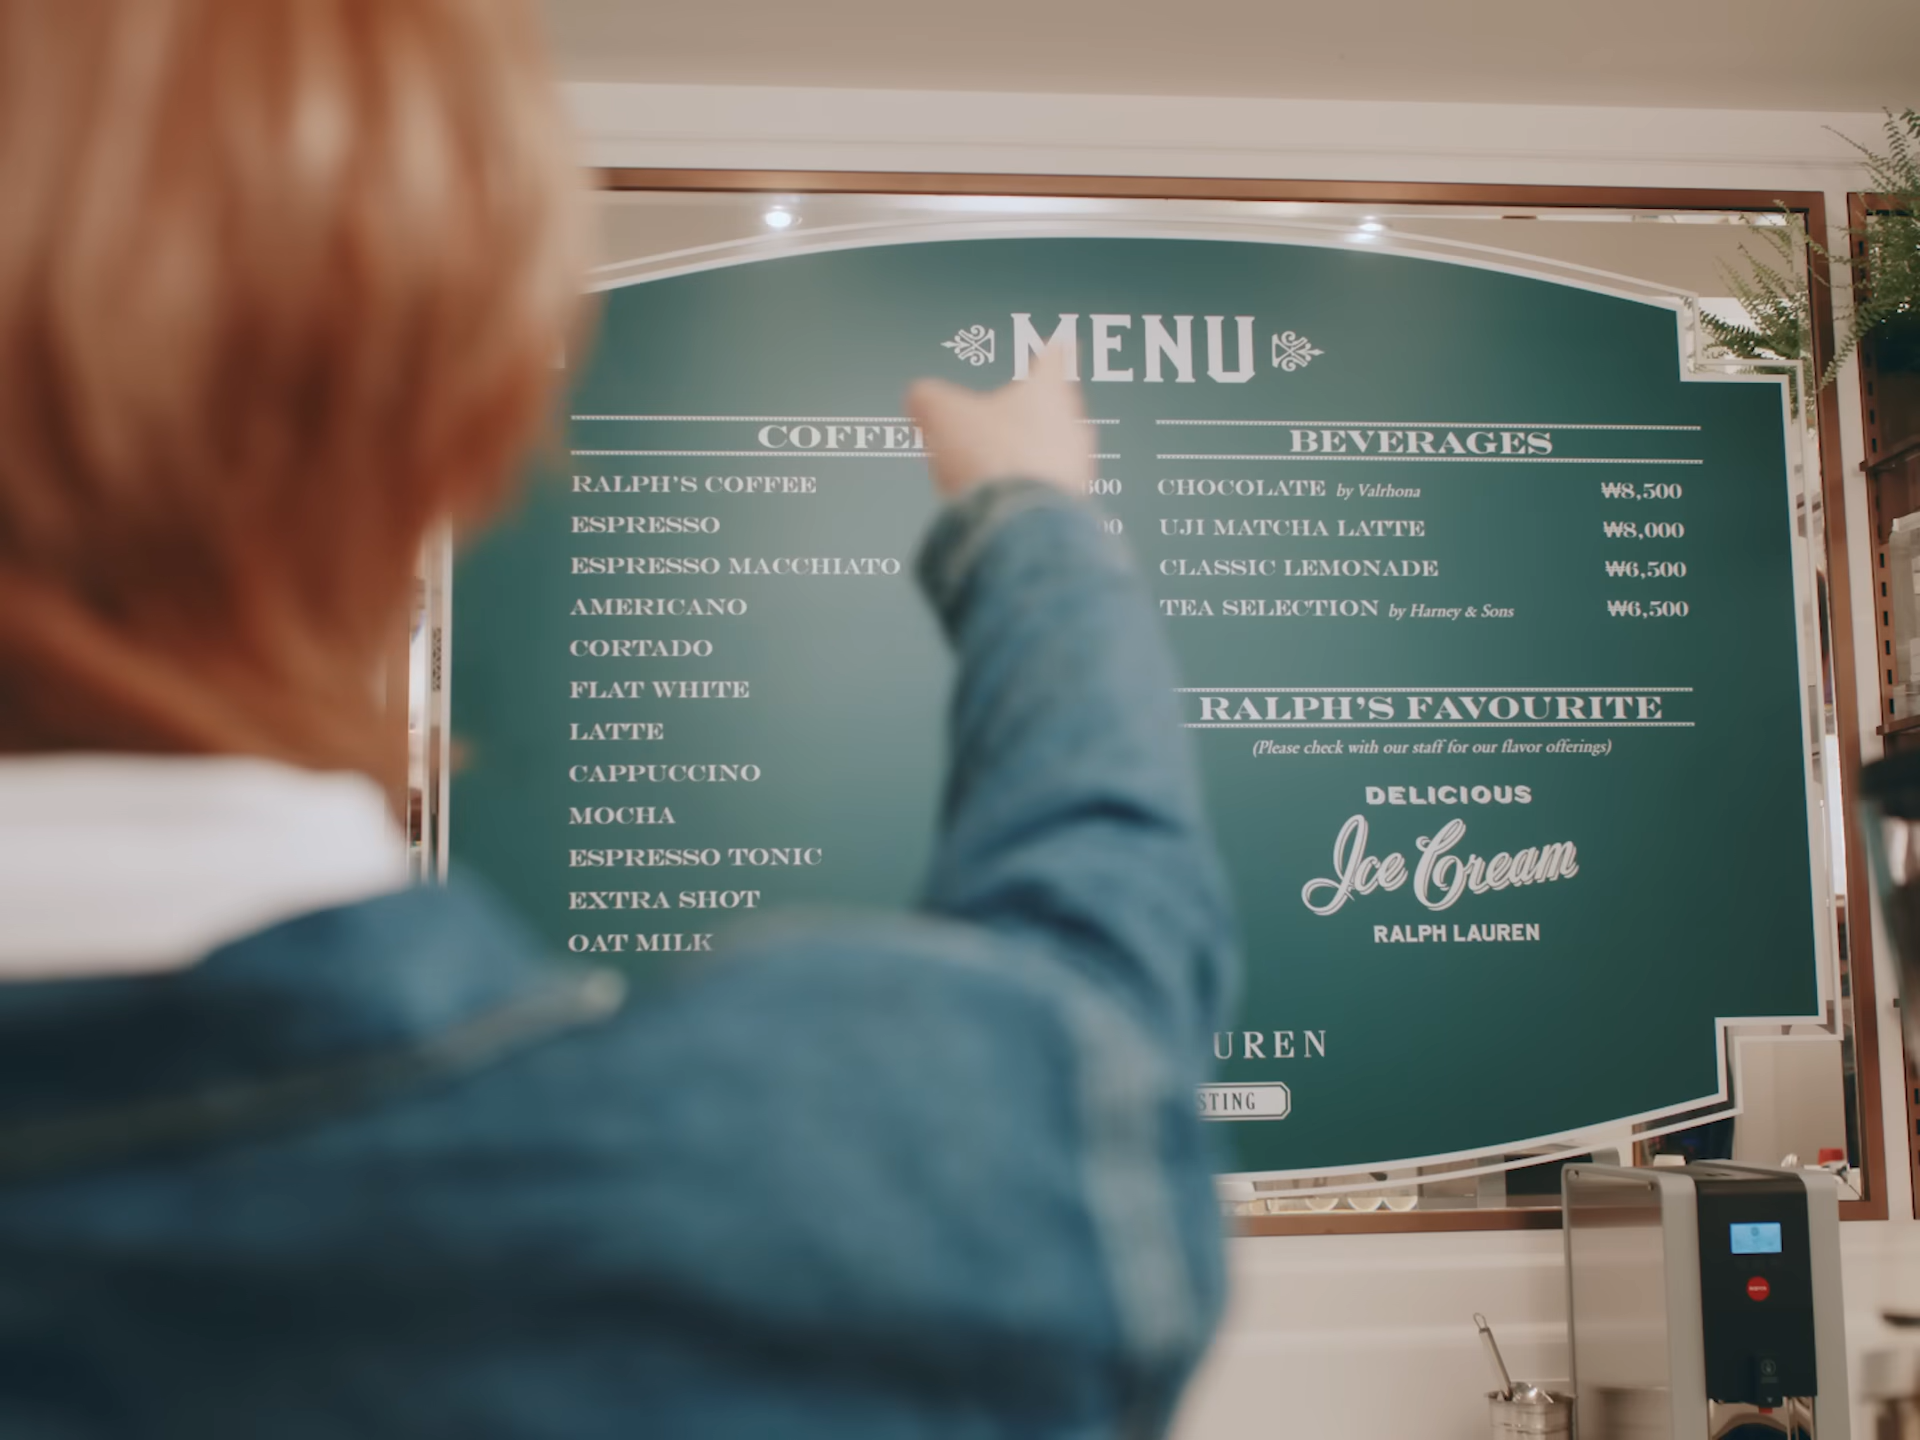 MENU
COFFEE
RALPH'S COFFEE
ESPRESSO
ESPRESSO MACCHIATO
AMERICANO
CORTADO
FLAT WHITE
LATTE
CAPPUCCINO
MOCHA
ESPRESSO TONIC
EXTRA SHOT
OAT MILK
BEVERAGES
CHOCOLATE by Valrhona ₩8,500
UJI MATCHA LATTE ₩8,000
CLASSIC LEMONADE ₩6,500
TEA SELECTION by Harney & Sons ₩6,500
RALPH'S FAVOURITE
(Please check with our staff for our flavor offerings)
DELICIOUS
Ice Cream
RALPH LAUREN
UREN
STING